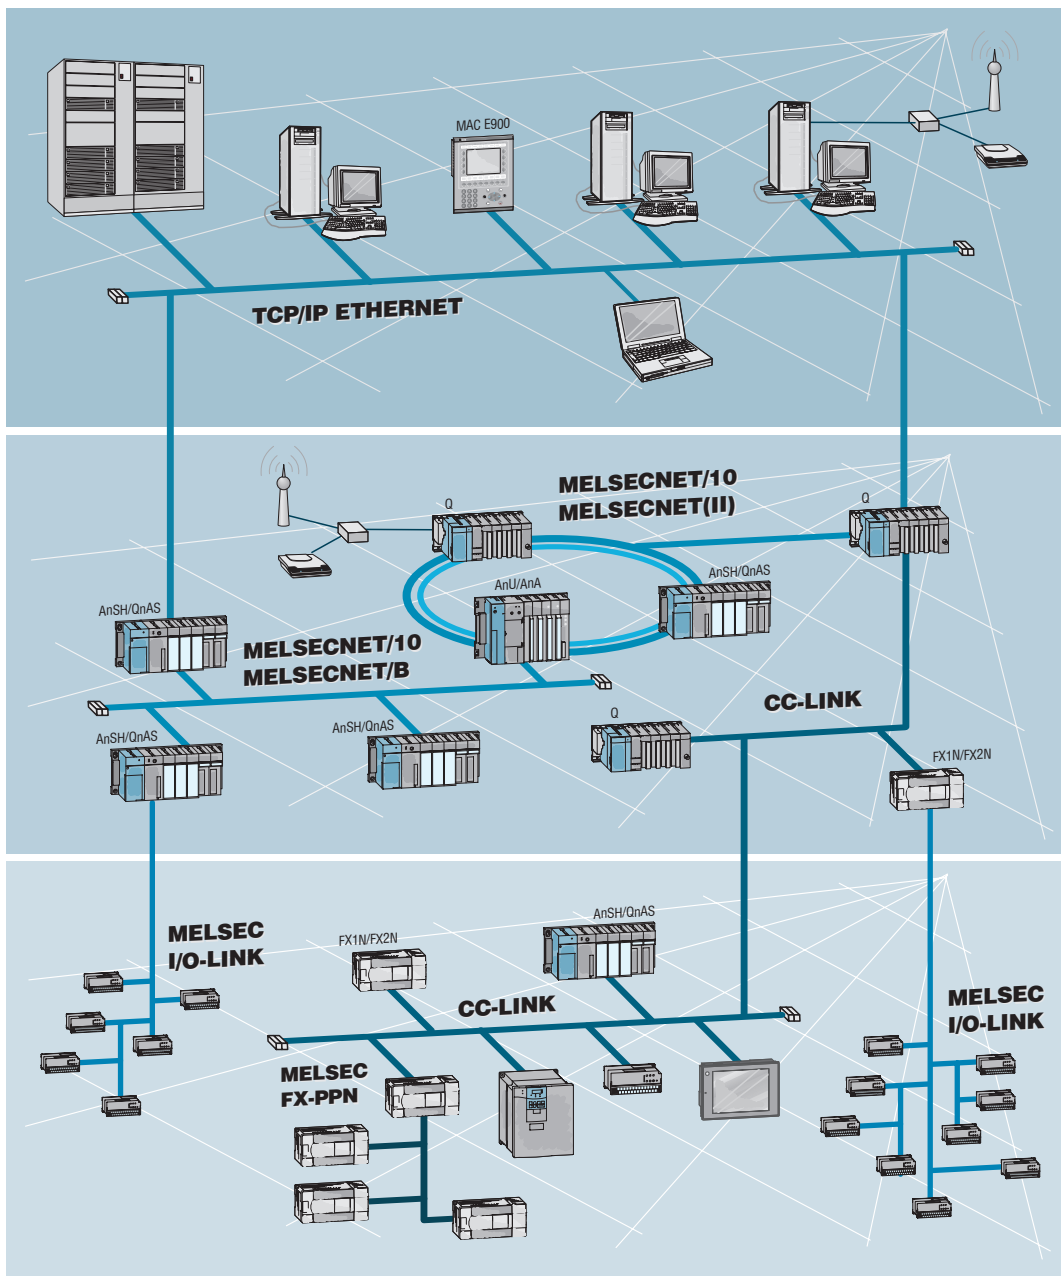 MAC E900
TCP/IP ETHERNET
MELSECNET/10
MELSECNET(II)
Q
Q
AnU/AnA
AnSH/QnAS
AnSH/QnAS
MELSECNET/10
MELSECNET/B
CC-LINK
Q
AnSH/QnAS
AnSH/QnAS
FX1N/FX2N
AnSH/QnAS
MELSEC
I/O-LINK
FX1N/FX2N
CC-LINK
MELSEC
I/O-LINK
MELSEC
FX-PPN